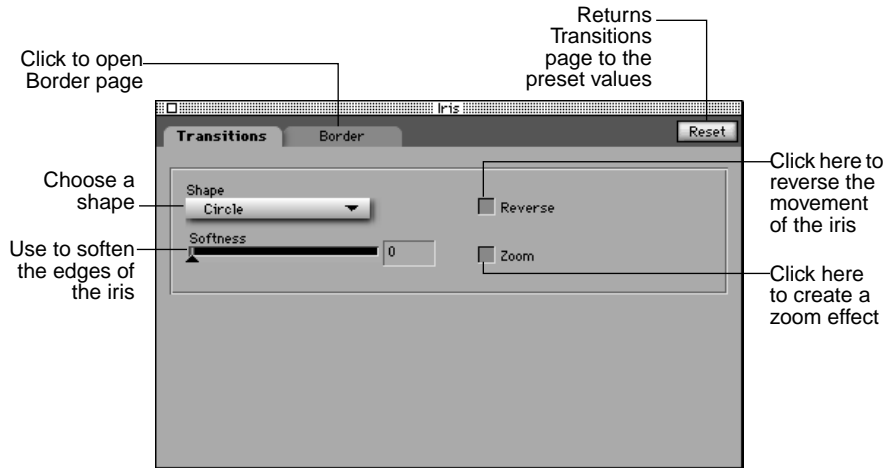 Returns
Transitions
page to the
preset values
Click to open
Border page
Iris
Transitions
Border
Reset
Choose a
shape
Shape
Circle
Reverse
Click here to
reverse the
movement
of the iris
Use to soften
the edges of
the iris
Softness
0
Zoom
Click here
to create a
zoom effect